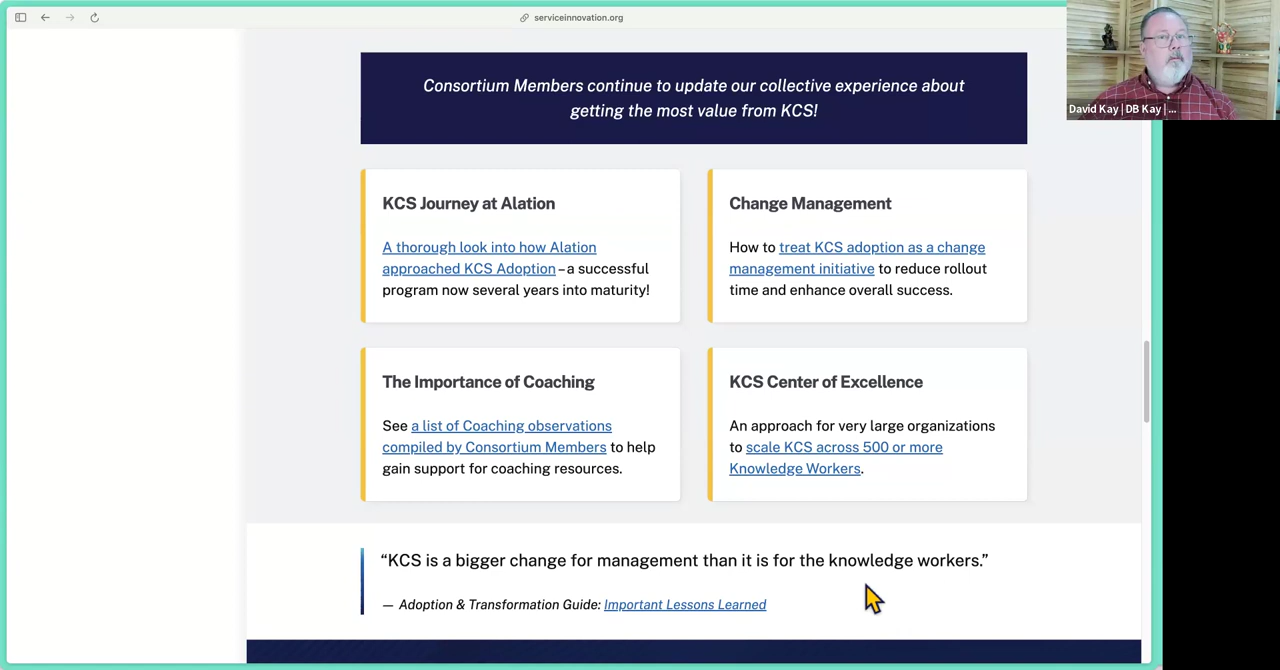 serviceinnovation.org
David Kay | DB Kay | ...
Consortium Members continue to update our collective experience about
getting the most value from KCS!
KCS Journey at Alation
A thorough look into how Alation
approached KCS Adoption – a successful
program now several years into maturity!
Change Management
How to treat KCS adoption as a change
management initiative to reduce rollout
time and enhance overall success.
The Importance of Coaching
See a list of Coaching observations
compiled by Consortium Members to help
gain support for coaching resources.
KCS Center of Excellence
An approach for very large organizations
to scale KCS across 500 or more
Knowledge Workers.
“KCS is a bigger change for management than it is for the knowledge workers.”
— Adoption & Transformation Guide: Important Lessons Learned